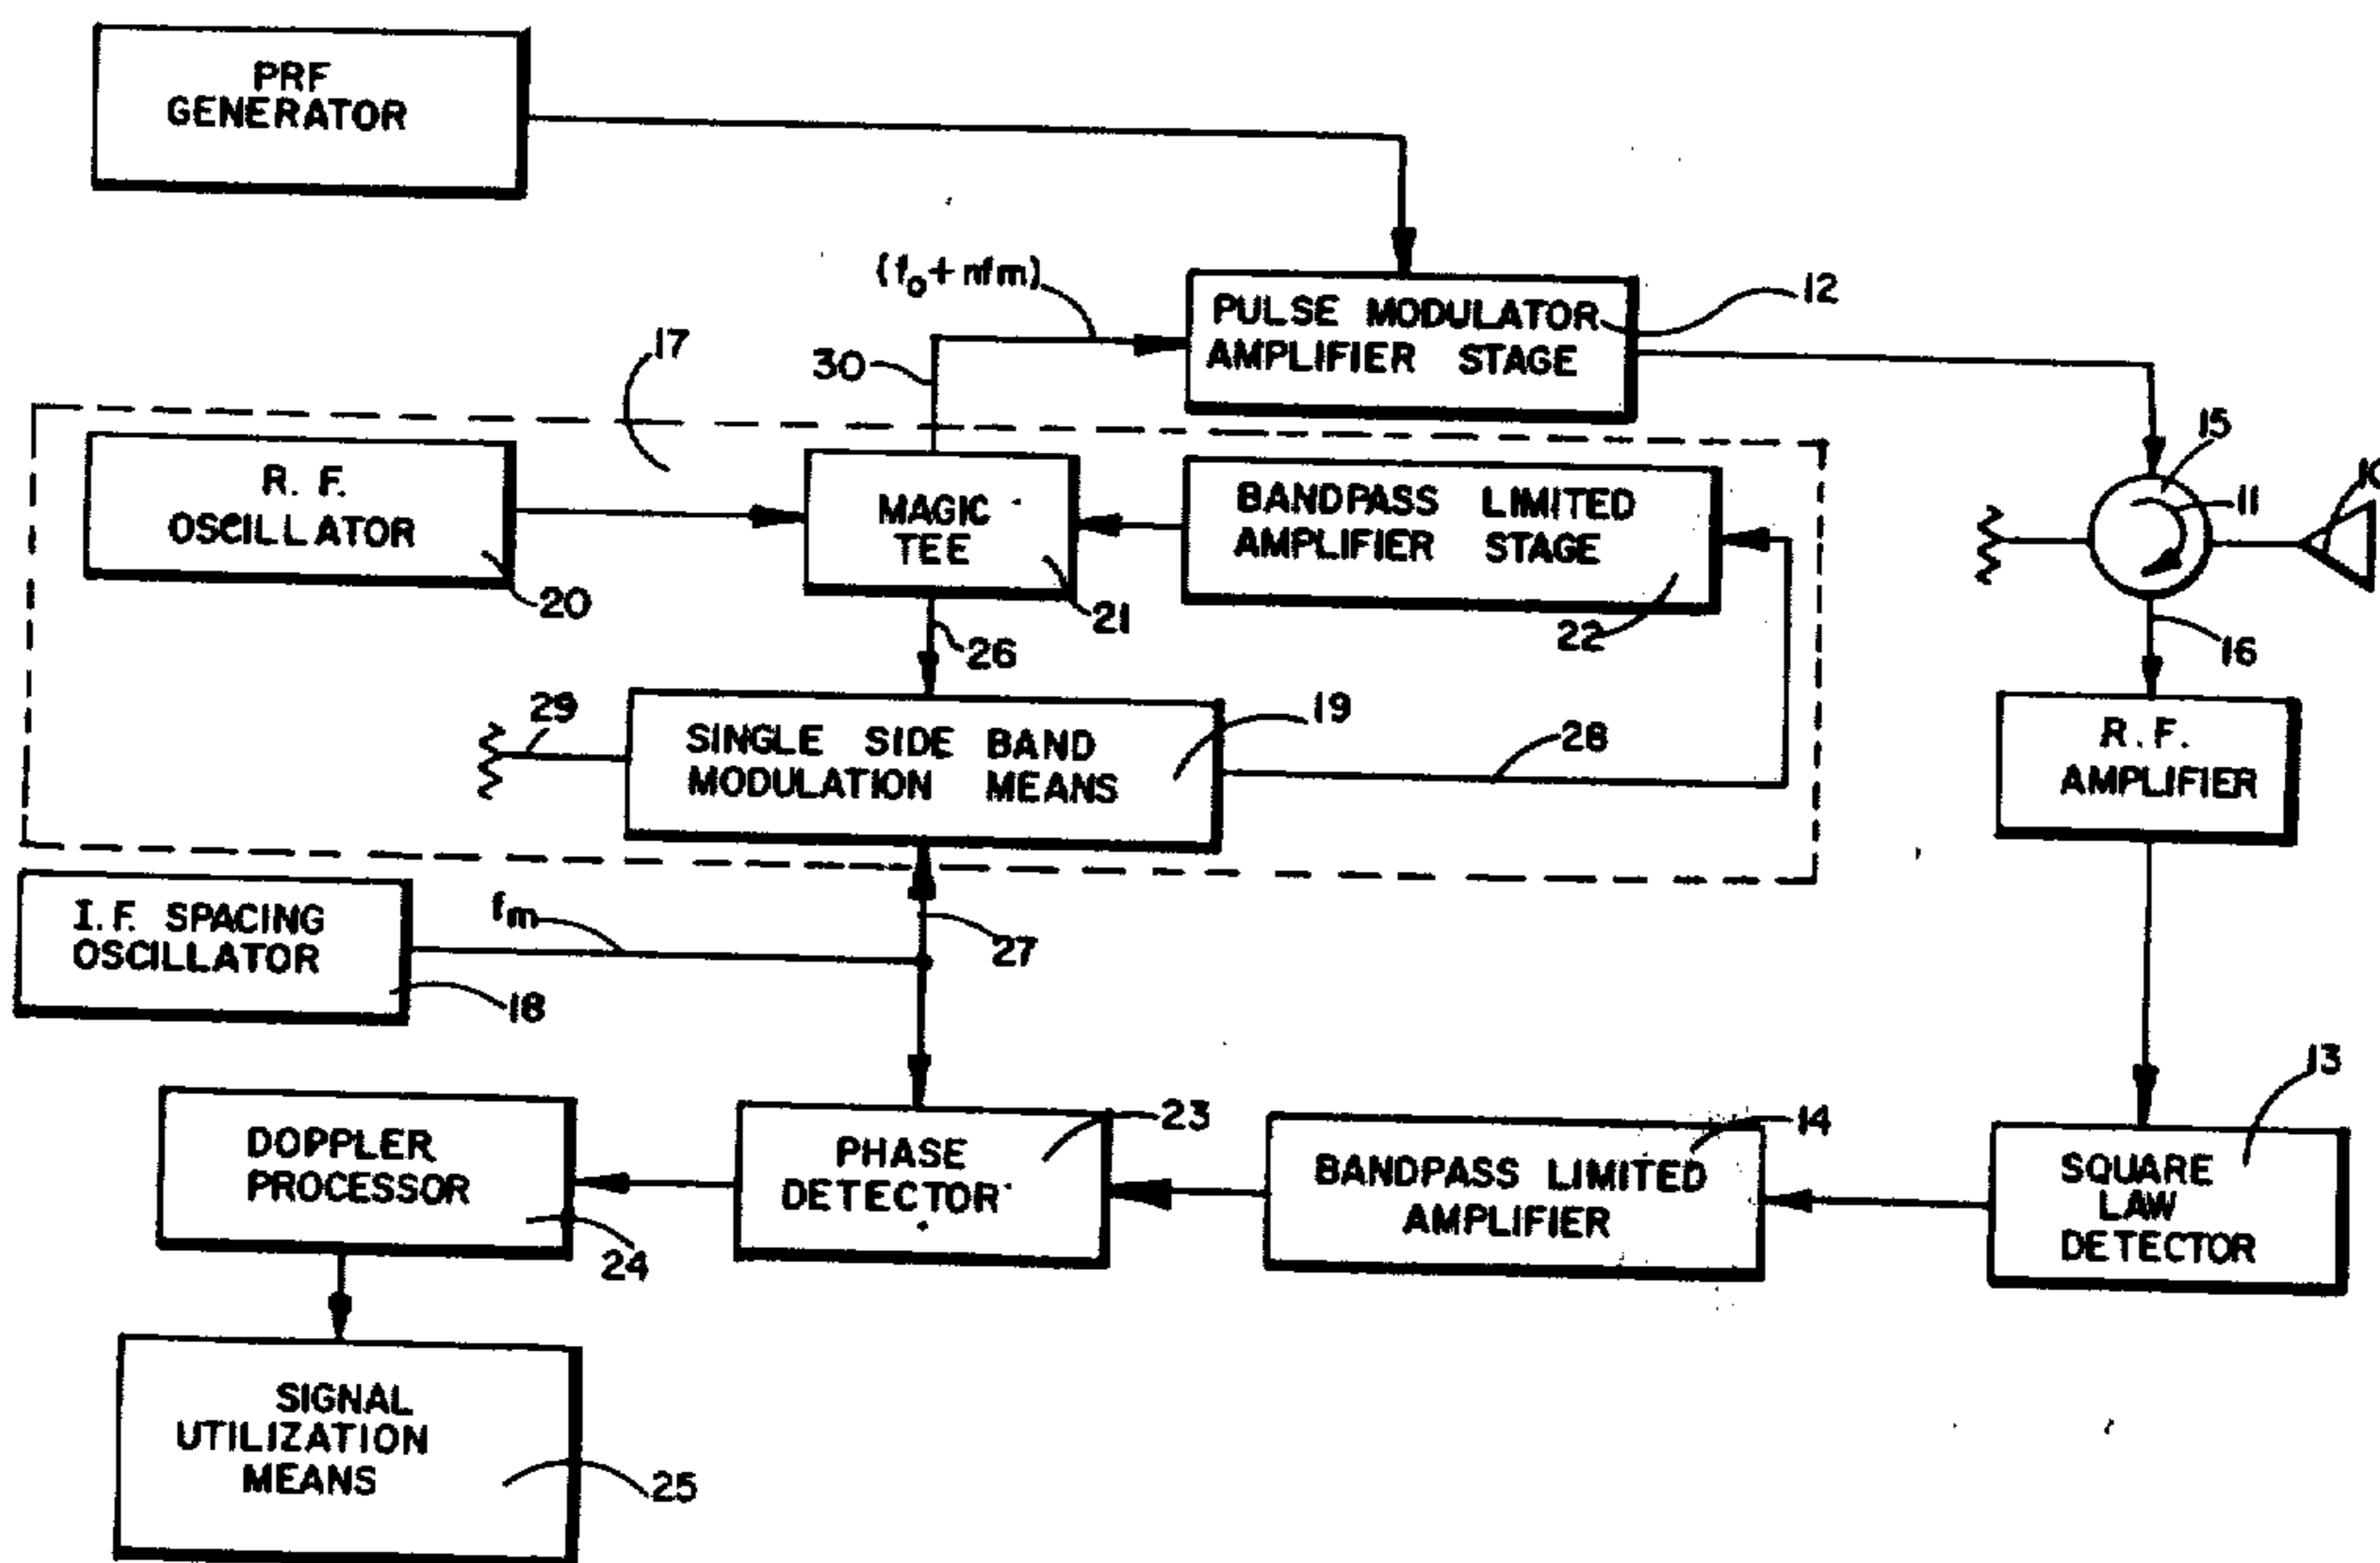 PRF
GENERATOR
(fo + nfm)
PULSE MODULATOR
AMPLIFIER STAGE
12
17
30
15
11
10
R. F.
OSCILLATOR
20
MAGIC
TEE
21
BANDPASS LIMITED
AMPLIFIER STAGE
22
26
16
29
SINGLE SIDE BAND
MODULATION MEANS
19
28
R. F.
AMPLIFIER
I. F. SPACING
OSCILLATOR
18
fm
27
13
DOPPLER
PROCESSOR
24
PHASE
DETECTOR
23
BANDPASS LIMITED
AMPLIFIER
14
SQUARE
LAW
DETECTOR
SIGNAL
UTILIZATION
MEANS
25